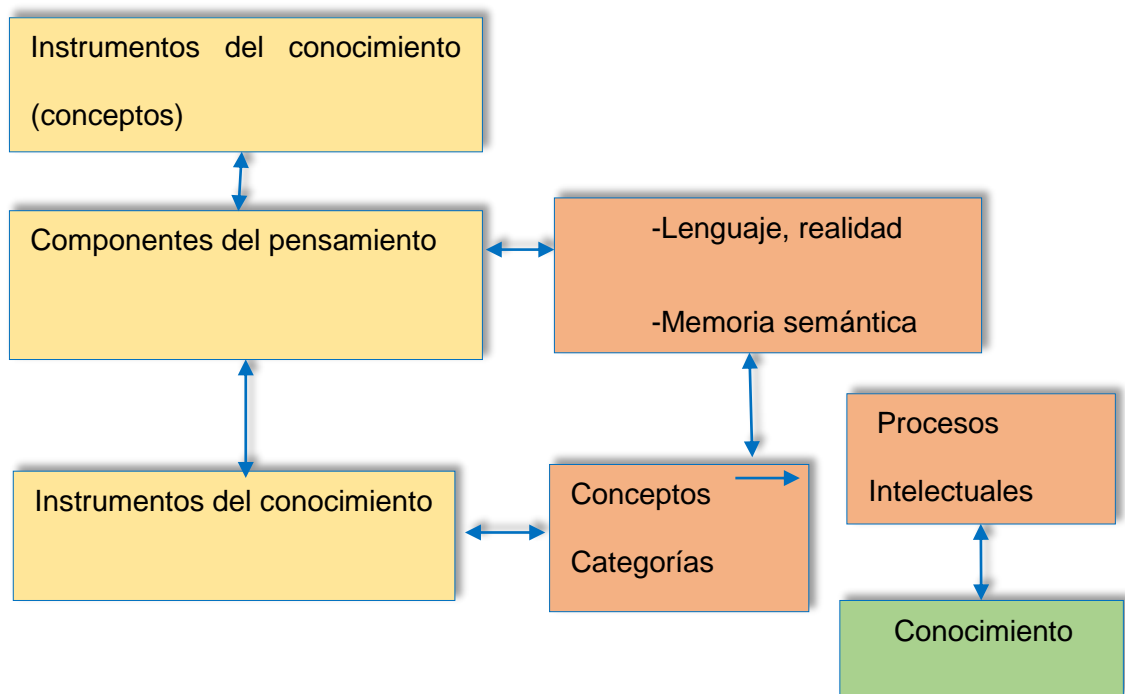 Instrumentos del conocimiento
(conceptos)
Componentes del pensamiento
-Lenguaje, realidad
-Memoria semántica
Instrumentos del conocimiento
Conceptos
Categorías
Procesos
Intelectuales
Conocimiento